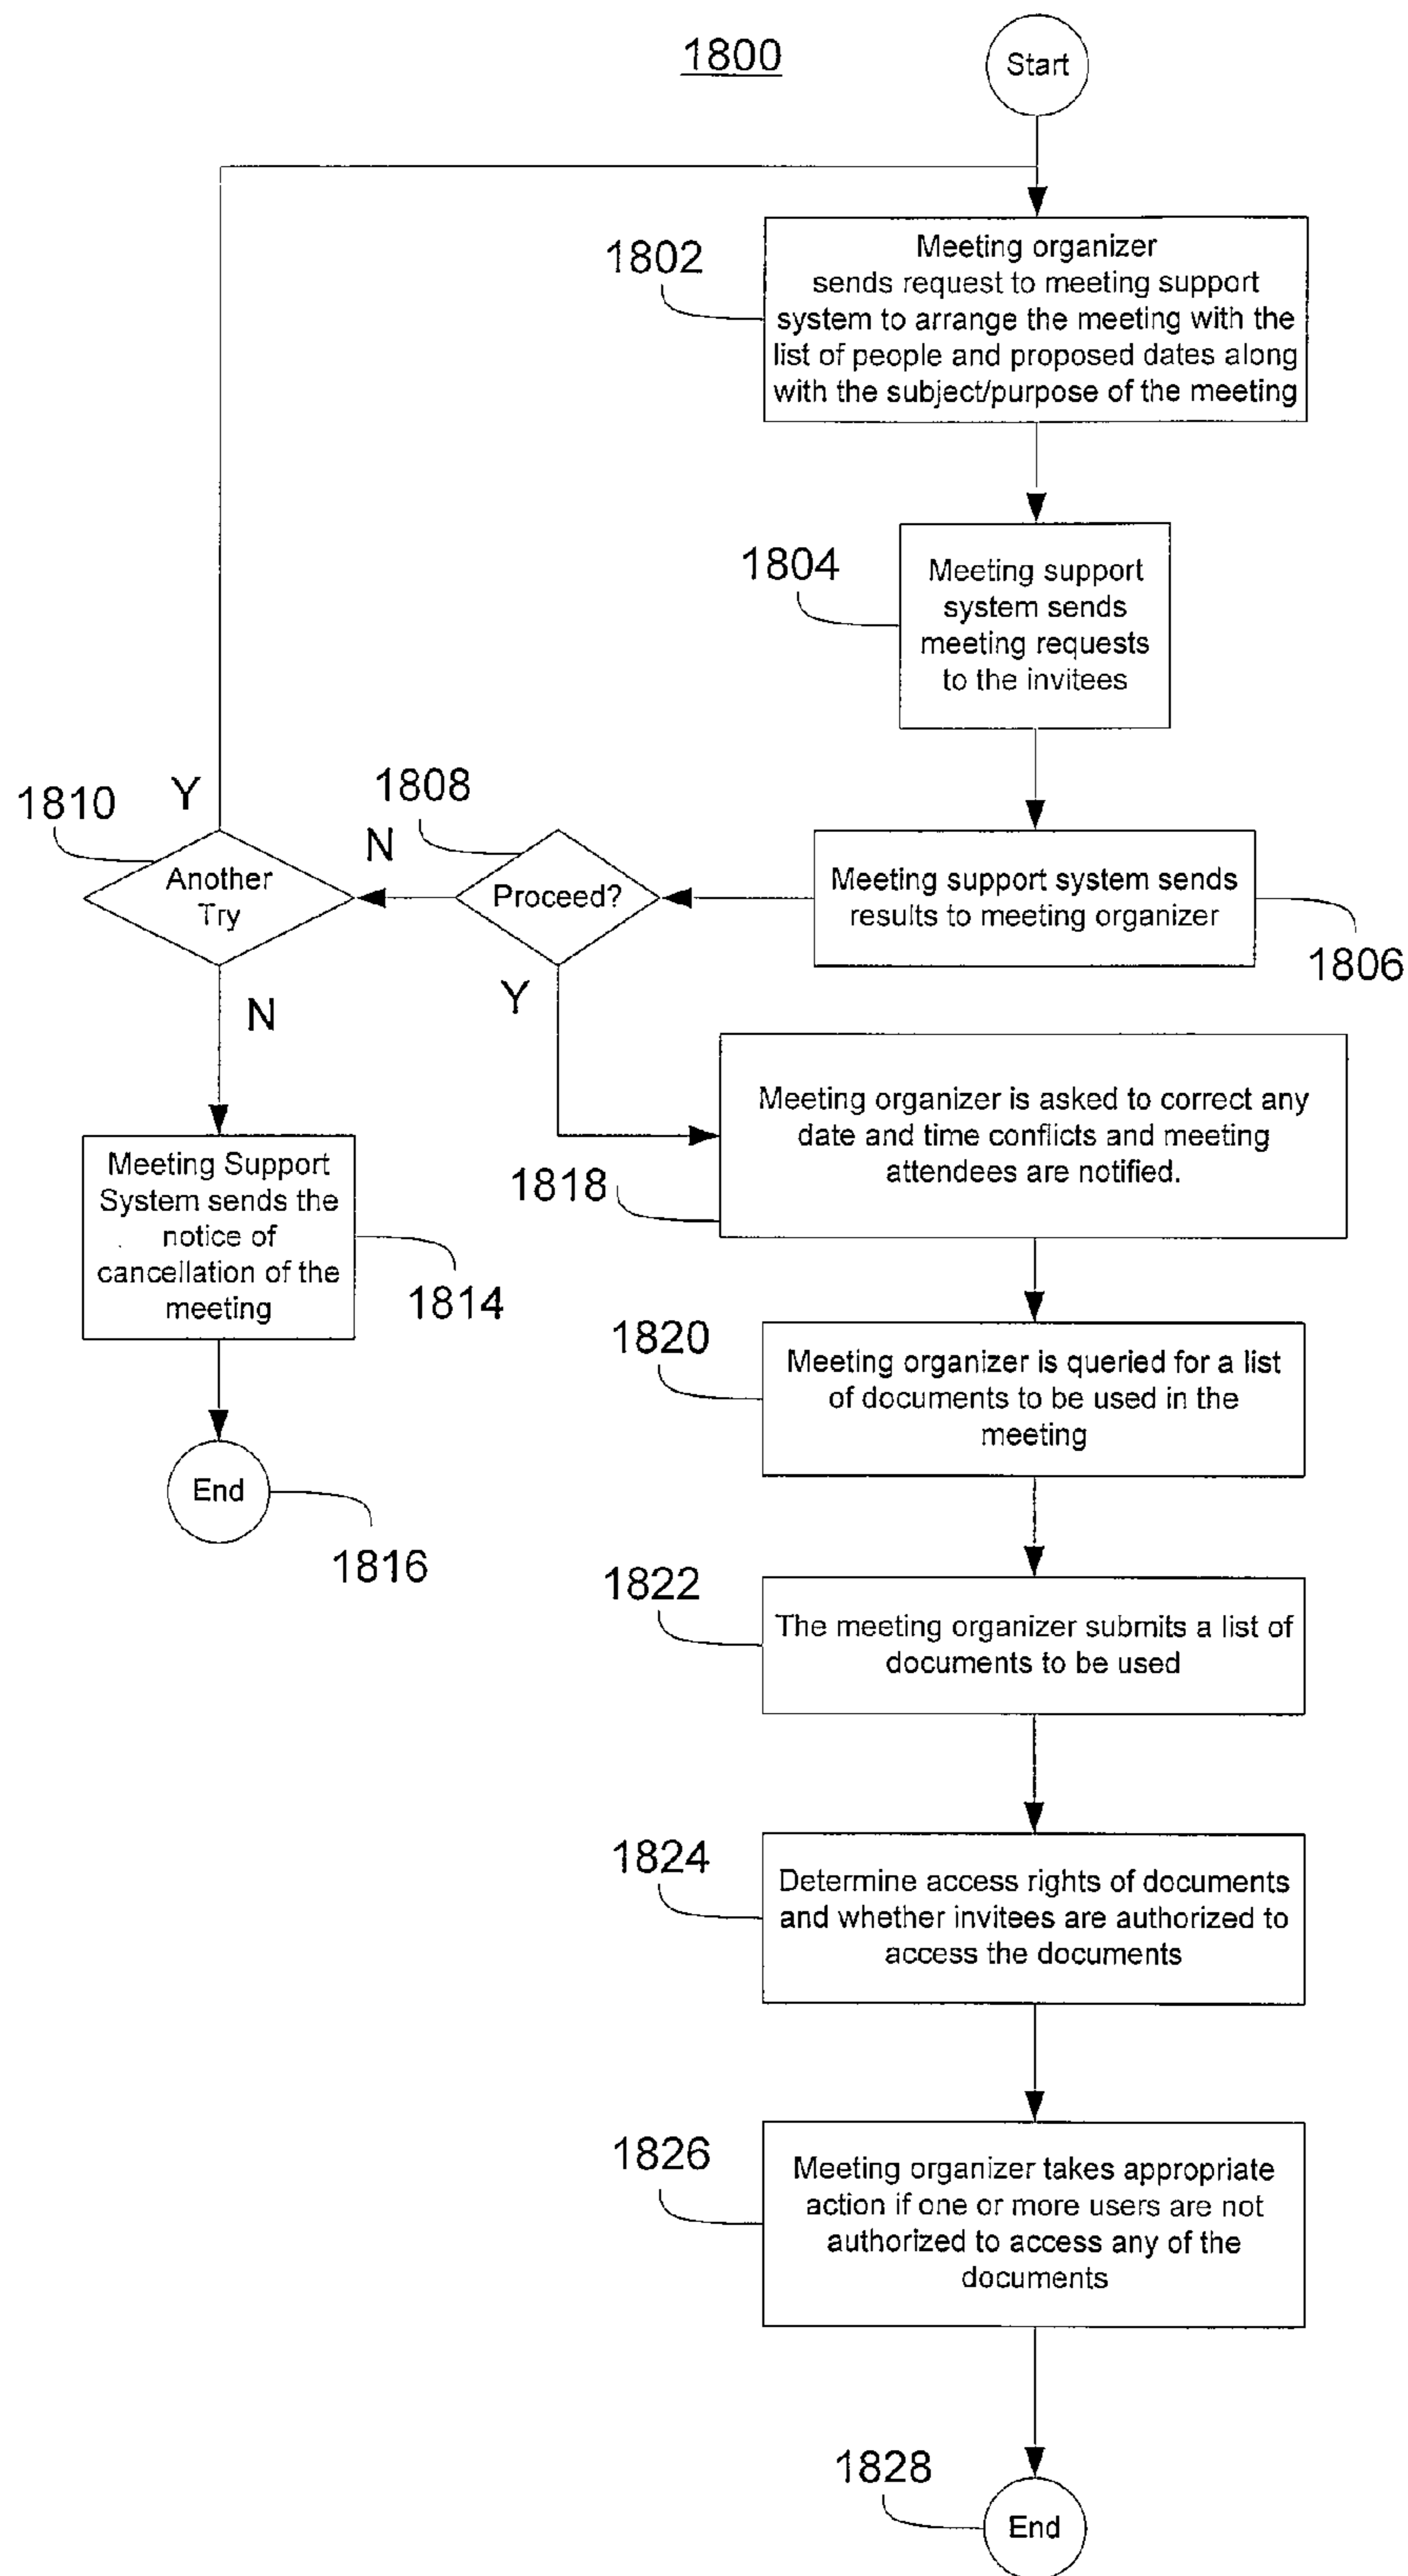 1800
Start
1802
Meeting organizer
sends request to meeting support
system to arrange the meeting with the
list of people and proposed dates along
with the subject/purpose of the meeting
1804
Meeting support
system sends
meeting requests
to the invitees
1810
Y
1808
N
Another
Try
Proceed?
Meeting support system sends
results to meeting organizer
1806
N
Y
Meeting organizer is asked to correct any
date and time conflicts and meeting
attendees are notified.
1818
Meeting Support
System sends the
notice of
cancellation of the
meeting
1814
1820
Meeting organizer is queried for a list
of documents to be used in the
meeting
End
1816
1822
The meeting organizer submits a list of
documents to be used
1824
Determine access rights of documents
and whether invitees are authorized to
access the documents
1826
Meeting organizer takes appropriate
action if one or more users are not
authorized to access any of the
documents
1828
End